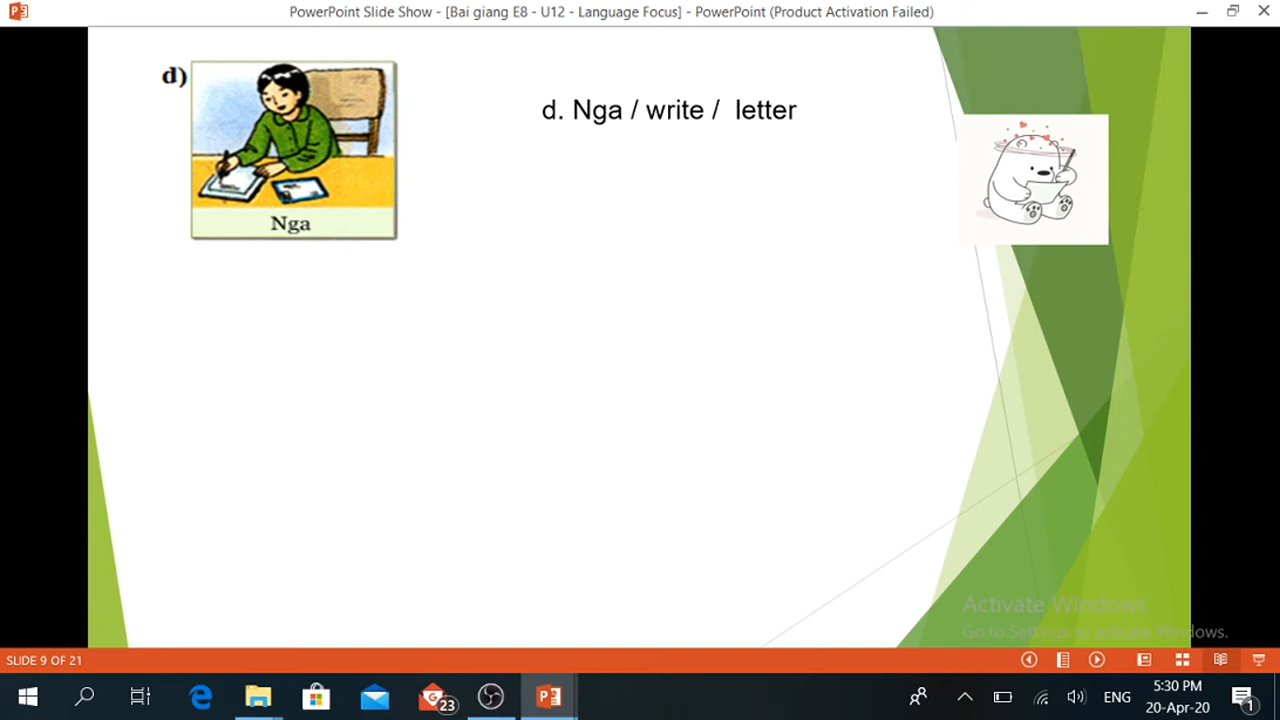 PowerPoint Slide Show - [Bai giang E8 - U12 - Language Focus] - PowerPoint (Product Activation Failed)
d)
d. Nga / write / letter
Nga
Activate Windows
Go to Settings to activate Windows.
SLIDE 9 OF 21
23
ENG
5:30 PM
20-Apr-20
1